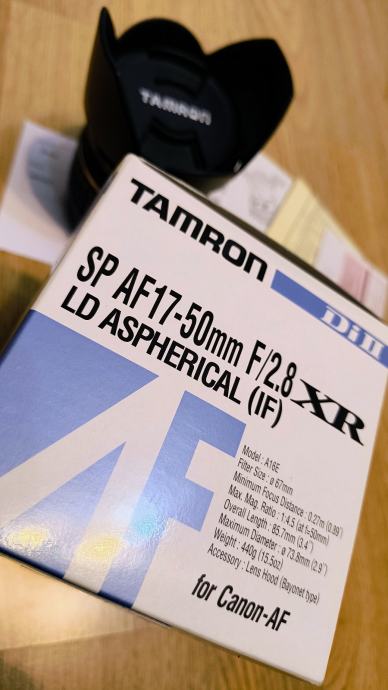 TAMRON
TAMRON
Di II
SP AF17-50mm F/2.8
LD ASPHERICAL (IF) XR
Model : A16E
Filter Size : ø 67mm
Minimum Focus Distance : 0.27m (0.89')
Max. Mag. Ratio : 1:4.5 (at f=50mm)
Overall Length : 85.7mm (3.4")
Maximum Diameter : ø 73.8mm (2.9")
Weight : 440g (15.5oz)
Accessory : Lens Hood (Bayonet type)
for Canon-AF
AF